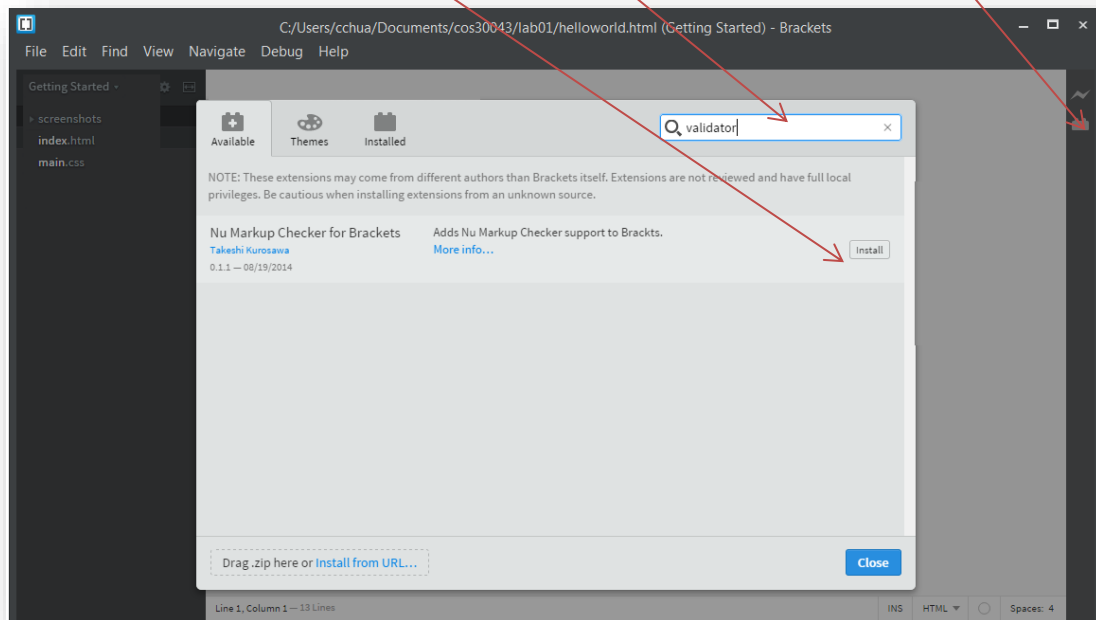 C:/Users/cchua/Documents/cos30043/lab01/helloworld.html (Getting Started) - Brackets
File Edit Find View Navigate Debug Help
Getting Started
screenshots
index.html
main.css
Available
Themes
Installed
validator
NOTE: These extensions may come from different authors than Brackets itself. Extensions are not reviewed and have full local
privileges. Be cautious when installing extensions from an unknown source.
Nu Markup Checker for Brackets
Takeshi Kurosawa
0.1.1 — 08/19/2014
Adds Nu Markup Checker support to Brackts.
More info...
Install
Drag .zip here or Install from URL...
Close
Line 1, Column 1 — 13 Lines
INS
HTML
Spaces: 4